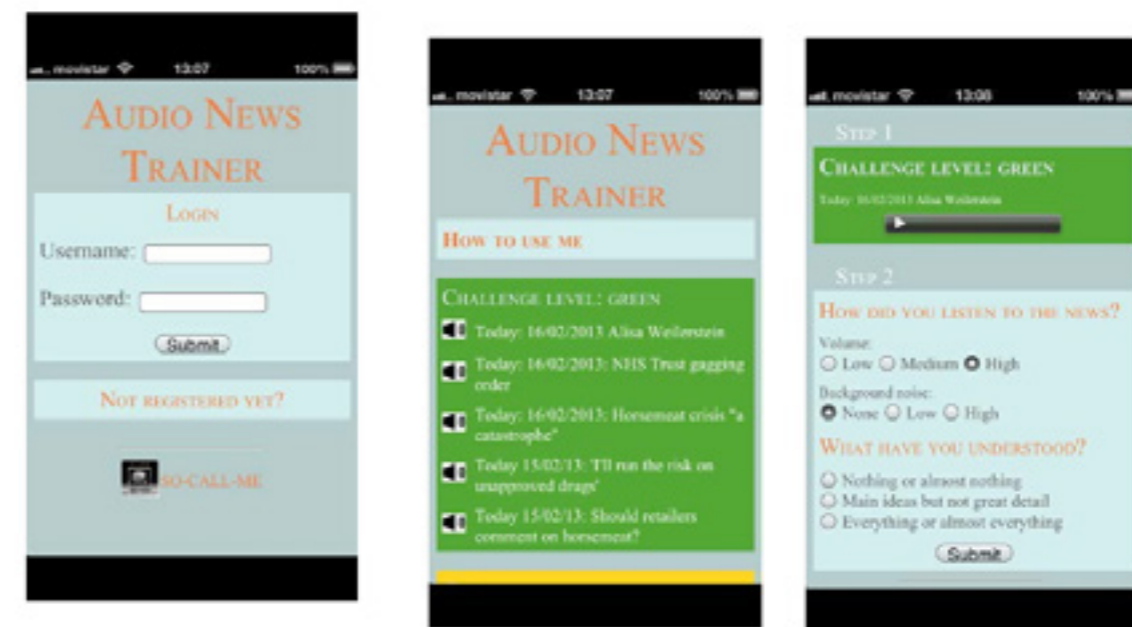 movistar 13:07 100%
AUDIO NEWS
TRAINER
LOGIN
Username:
Password:
Submit
NOT REGISTERED YET?
SO-CALL-ME
movistar 13:07 100%
AUDIO NEWS
TRAINER
HOW TO USE ME
CHALLENGE LEVEL: GREEN
Today: 16/02/2013 Alisa Weilerstein
Today: 16/02/2013: NHS Trust gagging
order
Today: 16/02/2013: Horsemeat crisis "a
catastrophe"
Today 15/02/13: 'I'll run the risk on
unapproved drugs'
Today 15/02/13: Should retailers
comment on horsemeat?
movistar 13:08 100%
STEP 1
CHALLENGE LEVEL: GREEN
Today: 16/02/2013 Alisa Weilerstein
STEP 2
HOW DID YOU LISTEN TO THE NEWS?
Volume:
Low Medium High
Background noise:
None Low High
WHAT HAVE YOU UNDERSTOOD?
Nothing or almost nothing
Main ideas but not great detail
Everything or almost everything
Submit